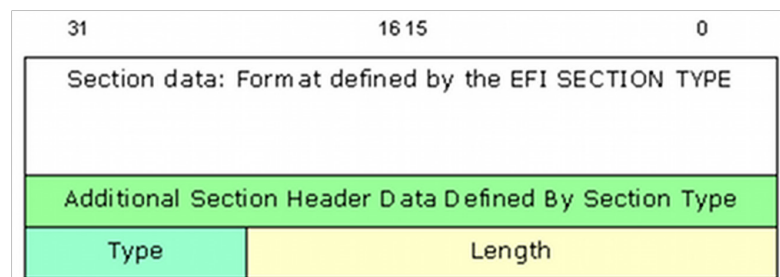 31 16 15 0
Section data: Format defined by the EFI SECTION TYPE
Additional Section Header Data Defined By Section Type
Type Length